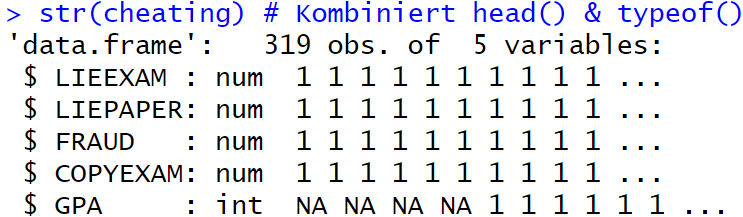 > str(cheating) # Kombiniert head() & typeof()
'data.frame':   319 obs. of  5 variables:
 $ LIEEXAM : num  1 1 1 1 1 1 1 1 1 1 ...
 $ LIEPAPER: num  1 1 1 1 1 1 1 1 1 1 ...
 $ FRAUD   : num  1 1 1 1 1 1 1 1 1 1 ...
 $ COPYEXAM: num  1 1 1 1 1 1 1 1 1 1 ...
 $ GPA     : int  NA NA NA NA 1 1 1 1 1 1 ...